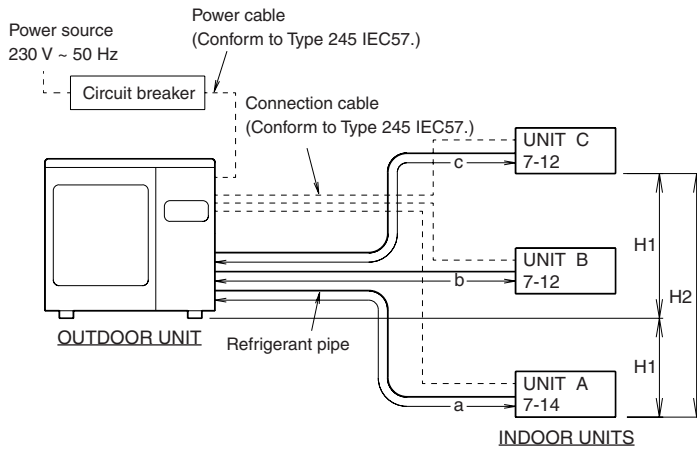 Power source
230 V ~ 50 Hz
Power cable
(Conform to Type 245 IEC57.)
Circuit breaker
Connection cable
(Conform to Type 245 IEC57.)
UNIT C
7-12
c
UNIT B
7-12
b
H1
H2
OUTDOOR UNIT
Refrigerant pipe
H1
UNIT A
7-14
a
INDOOR UNITS